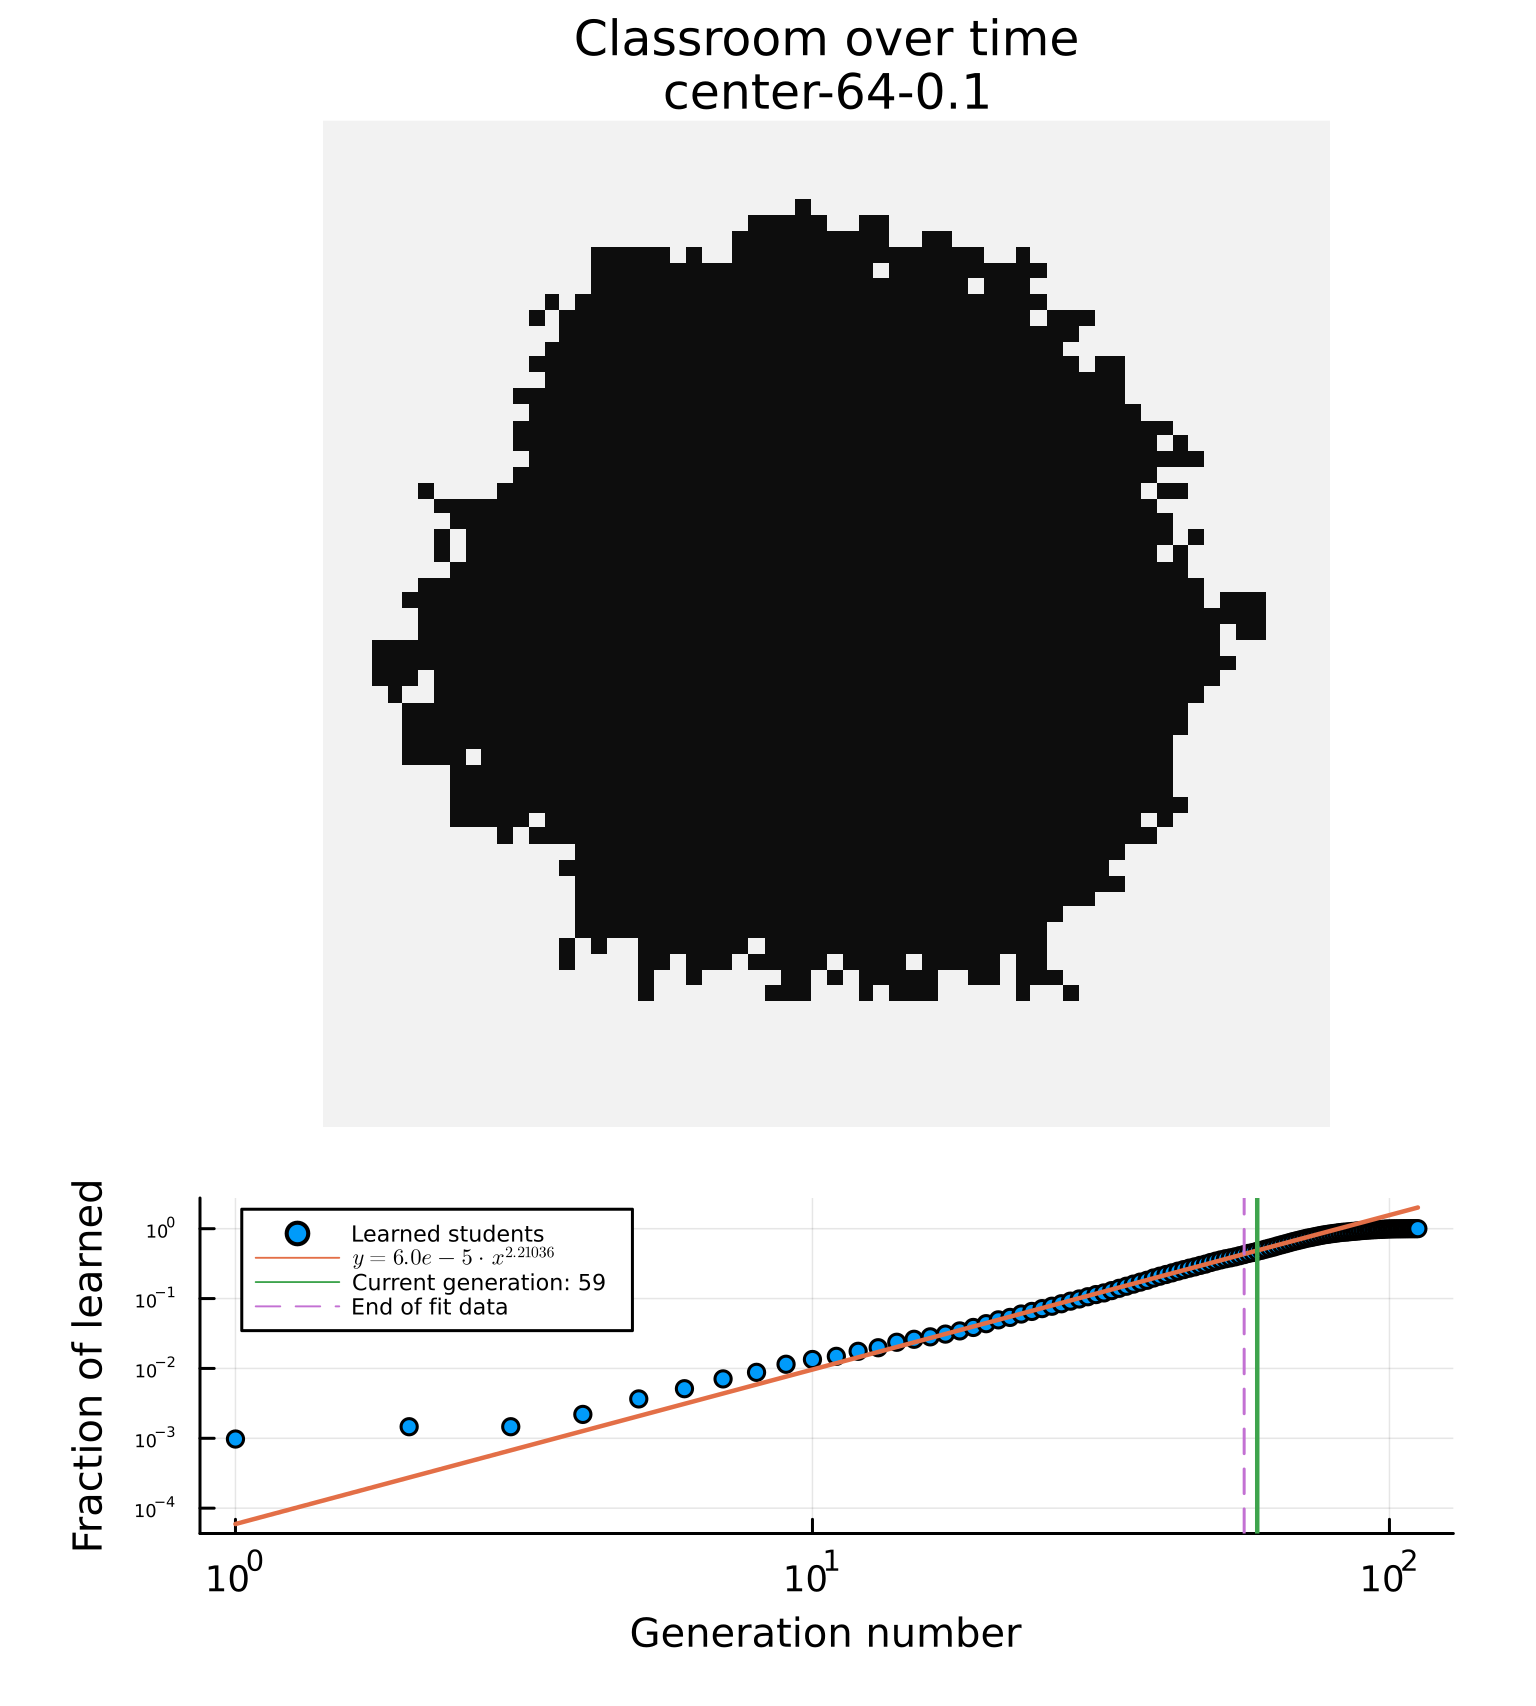 Classroom over time
center-64-0.1
Fraction of learned
10^0
10^-1
10^-2
10^-3
10^-4
Learned students
y = 6.0e − 5 · x^2.21036
Current generation: 59
End of fit data
10^0 10^1 10^2
Generation number